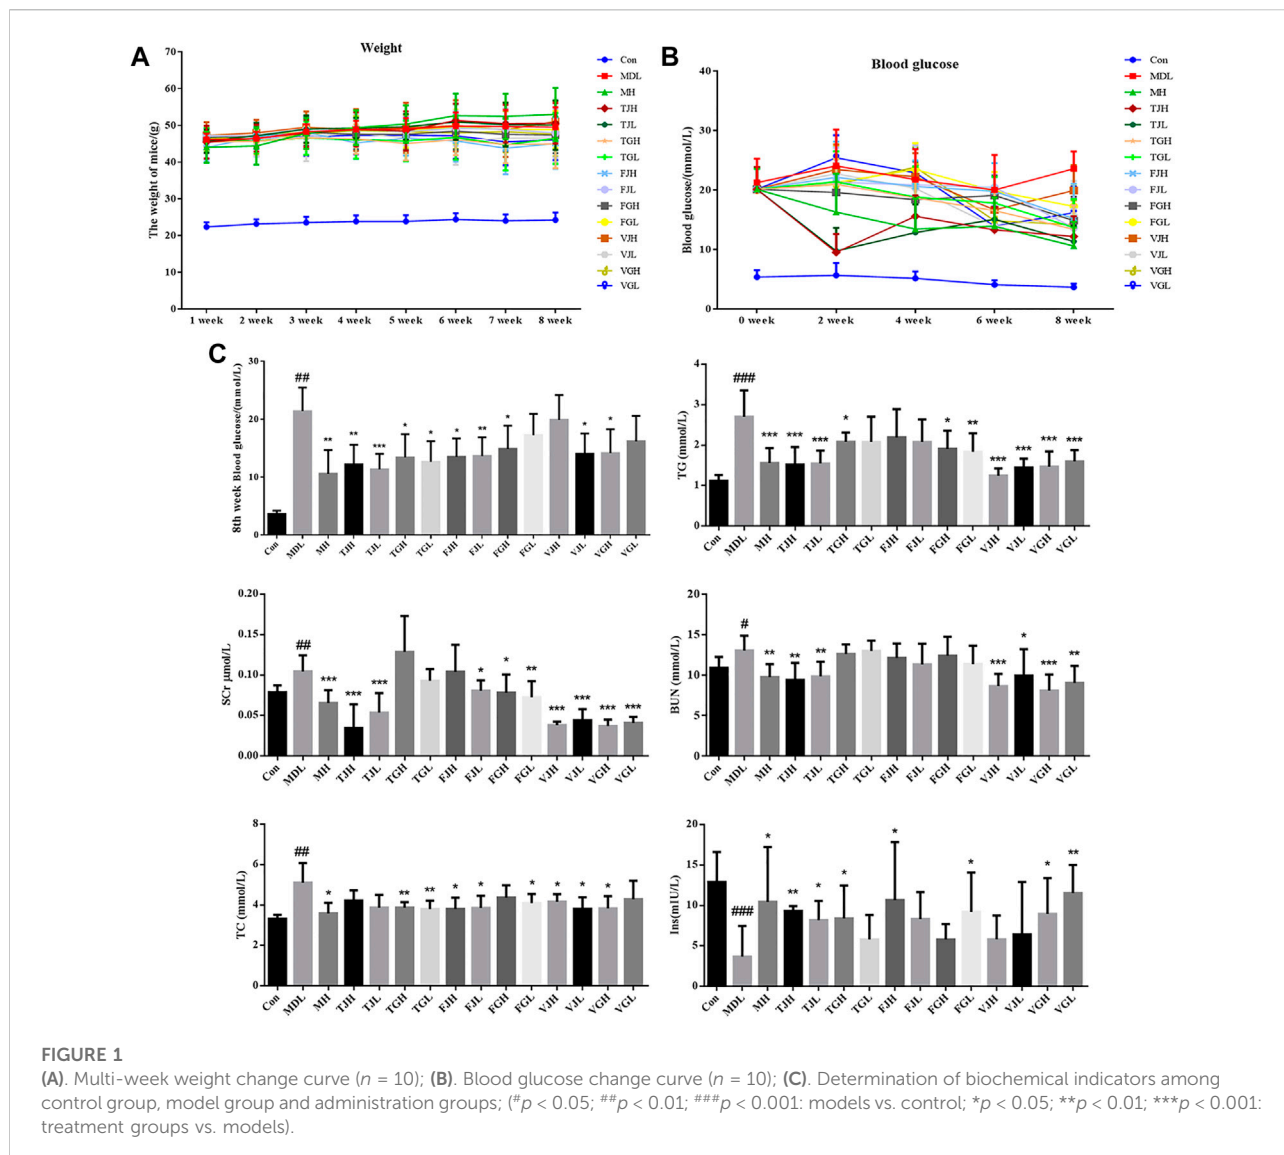 A
Weight
The weight of mice/(g)
70
60
50
40
30
20
10
0
1 week 2 week 3 week 4 week 5 week 6 week 7 week 8 week
Con
MDL
MH
TJH
TJL
TGH
TGL
FJH
FJL
FGH
FGL
VJH
VJL
VGH
VGL
B
Blood glucose
Blood glucose/(mmol/L)
40
30
20
10
0
0 week 2 week 4 week 6 week 8 week
Con
MDL
MH
TJH
TJL
TGH
TGL
FJH
FJL
FGH
FGL
VJH
VJL
VGH
VGL
C
8th week Blood glucose/(mmol/L)
30
20
10
0
## ** ** *** * * * ** * * *
Con MDL MH TJH TJL TGH TGL FJH FJL FGH FGL VJH VJL VGH VGL
TG (mmol/L)
4
3
2
1
0
### *** *** *** * * ** *** *** *** ***
Con MDL MH TJH TJL TGH TGL FJH FJL FGH FGL VJH VJL VGH VGL
SCr μmol/L
0.20
0.15
0.10
0.05
0.00
## *** *** *** * * ** *** *** *** ***
Con MDL MH TJH TJL TGH TGL FJH FJL FGH FGL VJH VJL VGH VGL
BUN (mmol/L)
20
15
10
5
0
# ** ** ** *** * *** **
Con MDL MH TJH TJL TGH TGL FJH FJL FGH FGL VJH VJL VGH VGL
TC (mmol/L)
8
6
4
2
0
## * ** ** * * * * * *
Con MDL MH TJH TJL TGH TGL FJH FJL FGH FGL VJH VJL VGH VGL
Ins(mIU/L)
20
15
10
5
0
### * ** * * * * * **
Con MDL MH TJH TJL TGH TGL FJH FJL FGH FGL VJH VJL VGH VGL
FIGURE 1
(A). Multi-week weight change curve (n = 10); (B). Blood glucose change curve (n = 10); (C). Determination of biochemical indicators among
control group, model group and administration groups; (#p < 0.05; ##p < 0.01; ###p < 0.001: models vs. control; *p < 0.05; **p < 0.01; ***p < 0.001:
treatment groups vs. models).